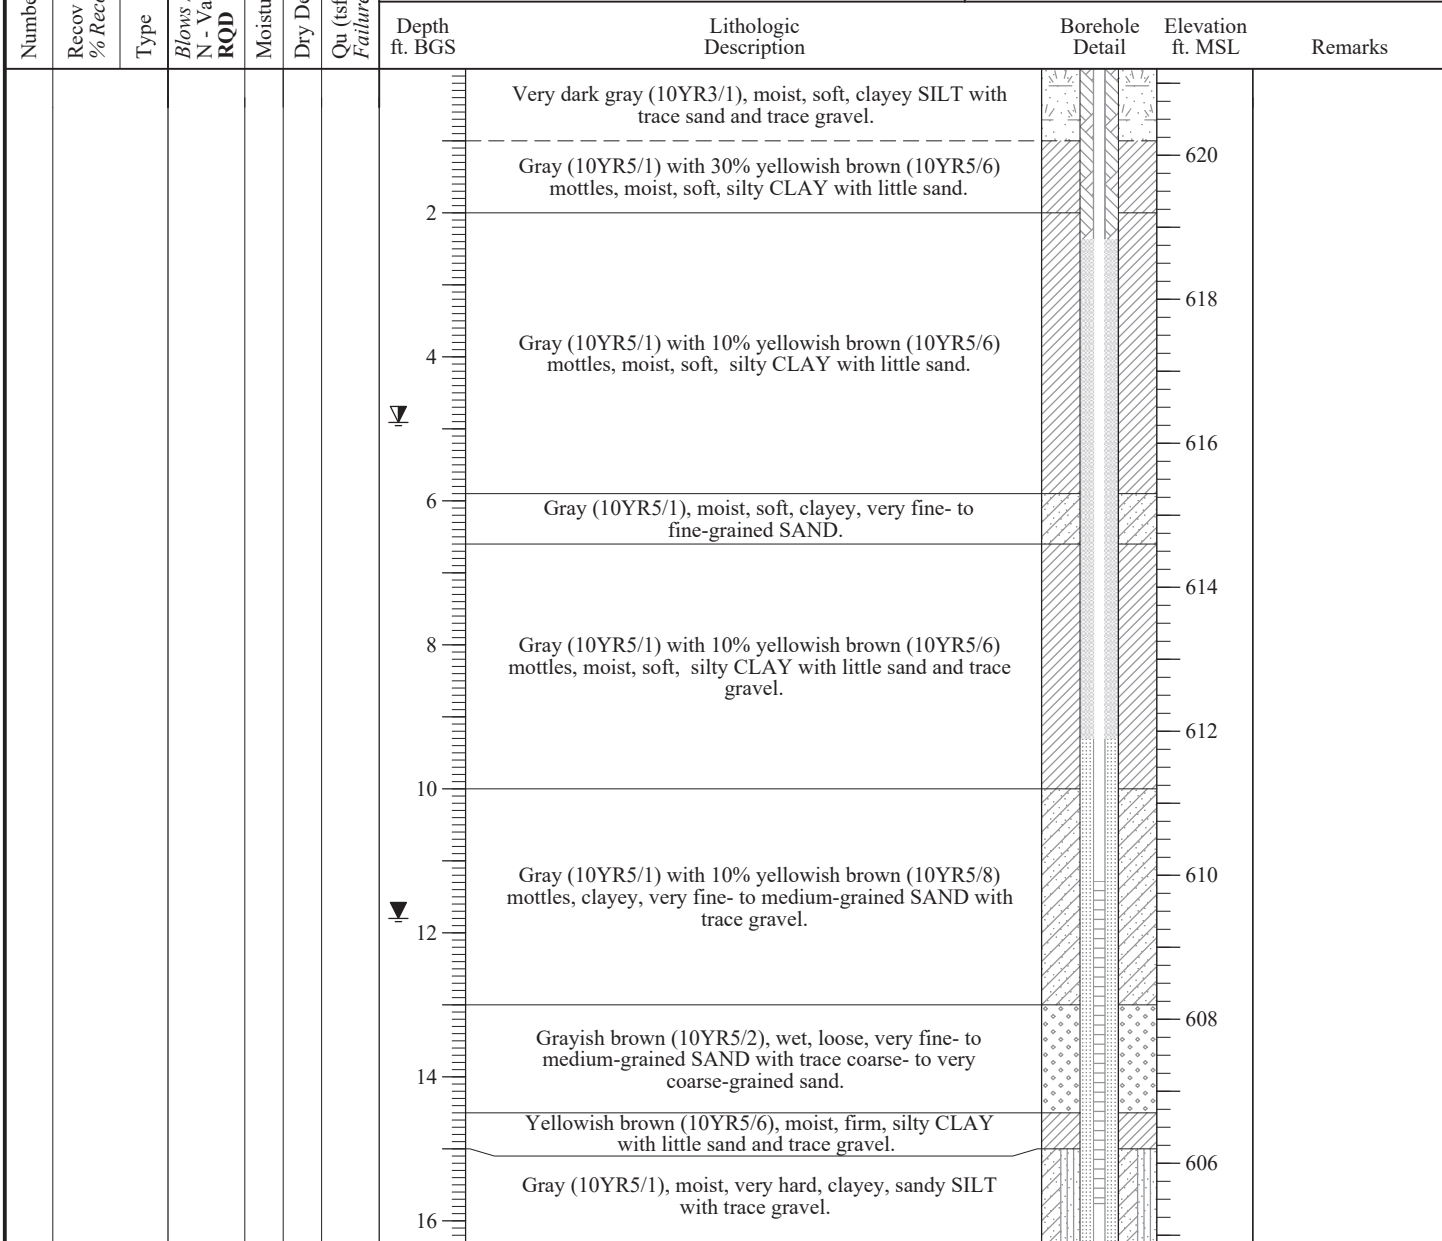 Number
Recov
% Reco
Type
Blows
N - Va
RQD
Moistu
Dry De
Qu (tsf
Failure
Depth
ft. BGS
Lithologic
Description
Borehole
Detail
Elevation
ft. MSL
Remarks
Very dark gray (10YR3/1), moist, soft, clayey SILT with
trace sand and trace gravel.
620
Gray (10YR5/1) with 30% yellowish brown (10YR5/6)
mottles, moist, soft, silty CLAY with little sand.
2
618
Gray (10YR5/1) with 10% yellowish brown (10YR5/6)
mottles, moist, soft, silty CLAY with little sand.
4
616
6
Gray (10YR5/1), moist, soft, clayey, very fine- to
fine-grained SAND.
614
8
Gray (10YR5/1) with 10% yellowish brown (10YR5/6)
mottles, moist, soft, silty CLAY with little sand and trace
gravel.
612
10
610
Gray (10YR5/1) with 10% yellowish brown (10YR5/8)
mottles, clayey, very fine- to medium-grained SAND with
trace gravel.
12
608
Grayish brown (10YR5/2), wet, loose, very fine- to
medium-grained SAND with trace coarse- to very
coarse-grained sand.
14
Yellowish brown (10YR5/6), moist, firm, silty CLAY
with little sand and trace gravel.
606
Gray (10YR5/1), moist, very hard, clayey, sandy SILT
with trace gravel.
16